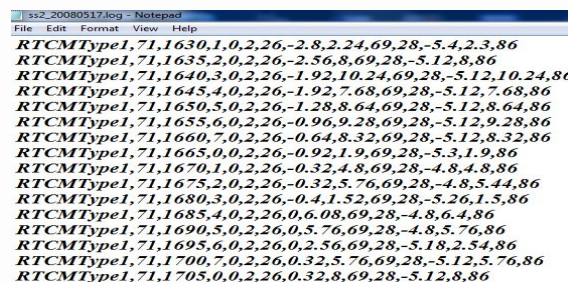 ss2_20080517.log - Notepad
File Edit Format View Help
RTCMType1,71,1630,1,0,2,26,-2.8,2.24,69,28,-5.4,2.3,86
RTCMType1,71,1635,2,0,2,26,-2.56,8,69,28,-5.12,8,86
RTCMType1,71,1640,3,0,2,26,-1.92,10.24,69,28,-5.12,10.24,86
RTCMType1,71,1645,4,0,2,26,-1.92,7.68,69,28,-5.12,7.68,86
RTCMType1,71,1650,5,0,2,26,-1.28,8.64,69,28,-5.12,8.64,86
RTCMType1,71,1655,6,0,2,26,-0.96,9.28,69,28,-5.12,9.28,86
RTCMType1,71,1660,7,0,2,26,-0.64,8.32,69,28,-5.12,8.32,86
RTCMType1,71,1665,0,0,2,26,-0.92,1.9,69,28,-5.3,1.9,86
RTCMType1,71,1670,1,0,2,26,-0.32,4.8,69,28,-4.8,4.8,86
RTCMType1,71,1675,2,0,2,26,-0.32,5.76,69,28,-4.8,5.44,86
RTCMType1,71,1680,3,0,2,26,-0.4,1.52,69,28,-5.26,1.5,86
RTCMType1,71,1685,4,0,2,26,0,6.08,69,28,-4.8,6.4,86
RTCMType1,71,1690,5,0,2,26,0,5.76,69,28,-4.8,5.76,86
RTCMType1,71,1695,6,0,2,26,0,2.56,69,28,-5.18,2.54,86
RTCMType1,71,1700,7,0,2,26,0.32,5.76,69,28,-5.12,5.76,86
RTCMType1,71,1705,0,0,2,26,0.32,8,69,28,-5.12,8,86